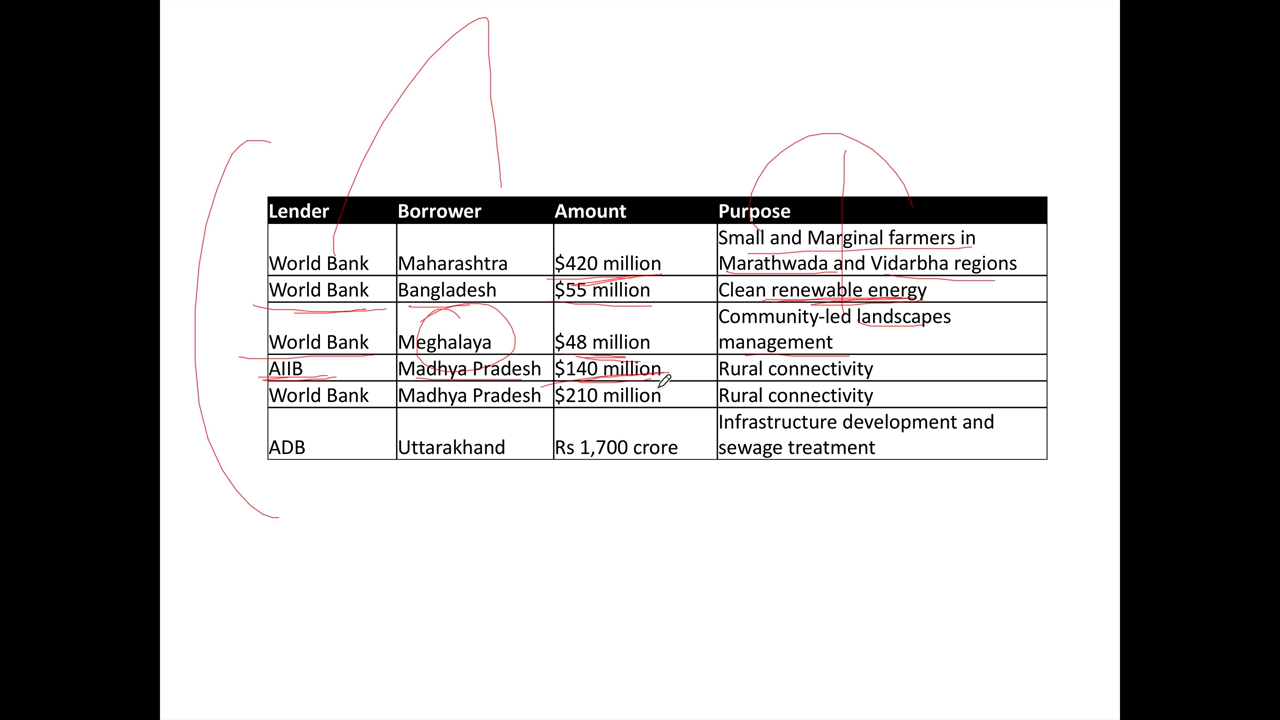 Lender Borrower Amount Purpose
Small and Marginal farmers in
World Bank Maharashtra $420 million Marathwada and Vidarbha regions
World Bank Bangladesh $55 million Clean renewable energy
Community-led landscapes
World Bank Meghalaya $48 million management
AIIB Madhya Pradesh $140 million Rural connectivity
World Bank Madhya Pradesh $210 million Rural connectivity
Infrastructure development and
ADB Uttarakhand Rs 1,700 crore sewage treatment